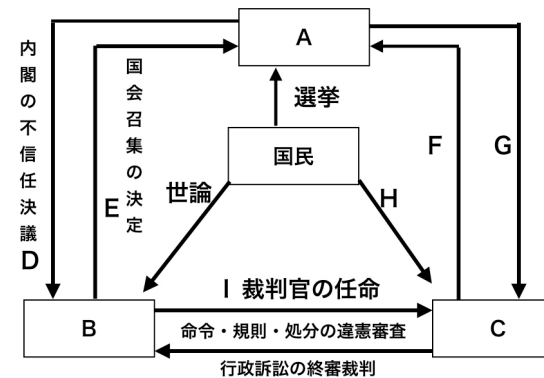 A
内閣の不信任決議
D
国会召集の決定
E
選挙
F
G
国民
世論
H
I 裁判官の任命
B
命令・規則・処分の違憲審査
C
行政訴訟の終審裁判